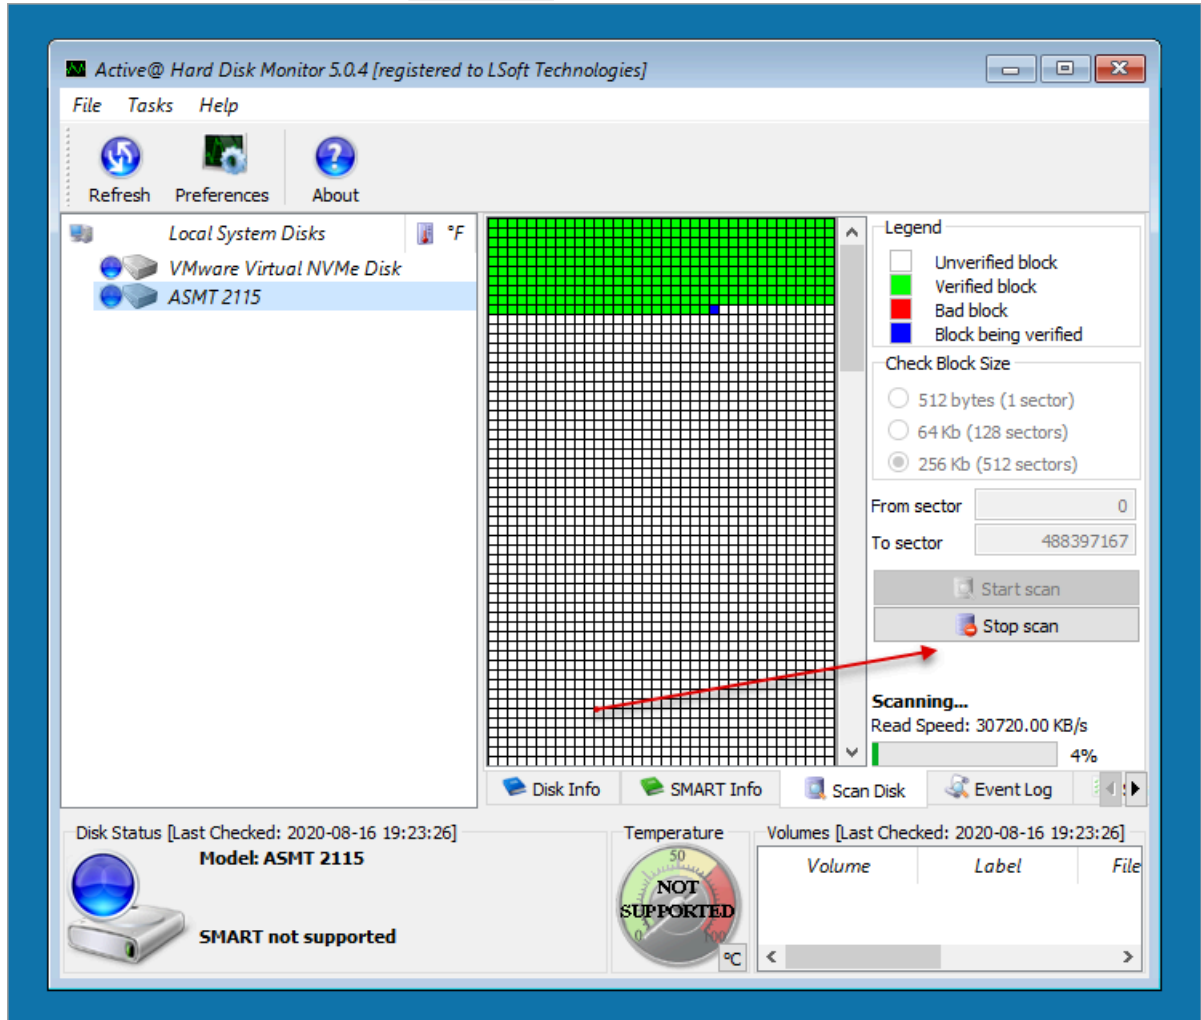 Active@ Hard Disk Monitor 5.0.4 [registered to LSoft Technologies]
File Tasks Help
Refresh Preferences About
Local System Disks °F
VMware Virtual NVMe Disk
ASMT 2115
Legend
Unverified block
Verified block
Bad block
Block being verified
Check Block Size
512 bytes (1 sector)
64 Kb (128 sectors)
256 Kb (512 sectors)
From sector 0
To sector 488397167
Start scan
Stop scan
Scanning...
Read Speed: 30720.00 KB/s
4%
Disk Info SMART Info Scan Disk Event Log
Disk Status [Last Checked: 2020-08-16 19:23:26]
Model: ASMT 2115
SMART not supported
Temperature
50
NOT
SUPPORTED
0 100
°C
Volumes [Last Checked: 2020-08-16 19:23:26]
Volume Label File